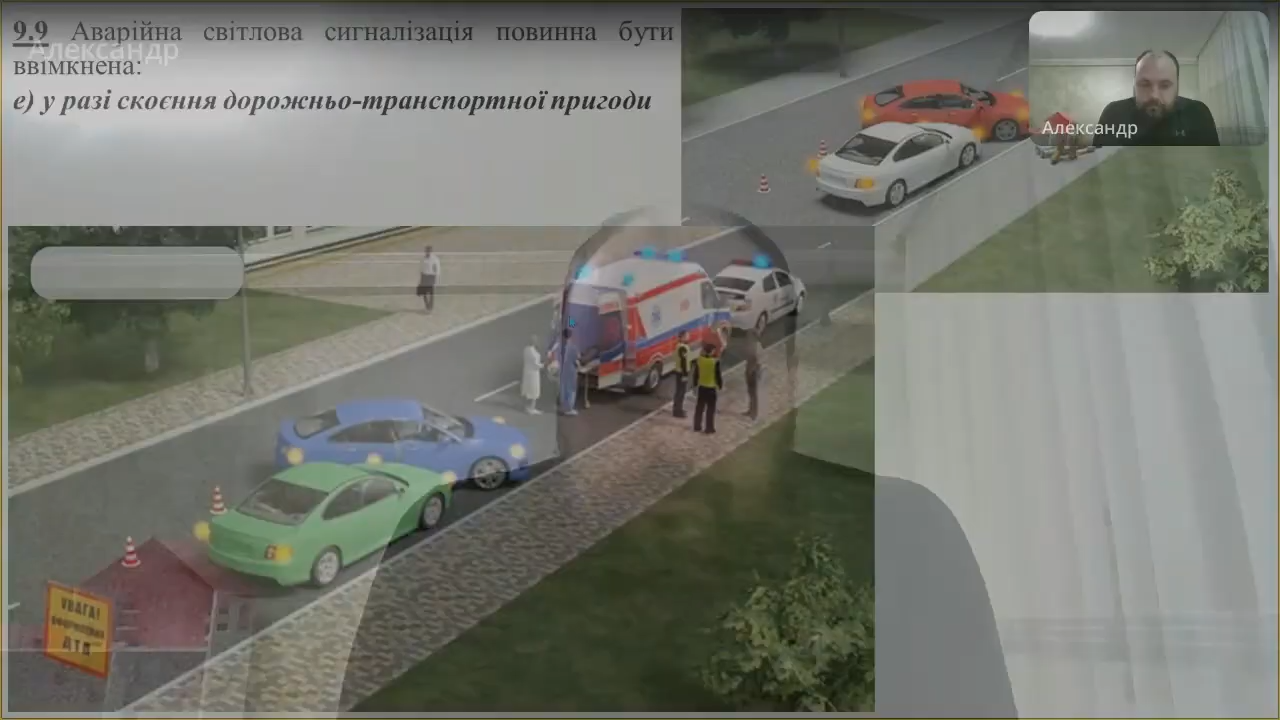 9.9 Аварійна світлова сигналізація повинна бути
Александр
ввімкнена:
е) у разі скоєння дорожньо-транспортної пригоди
Александр
УВАГА!
ДТП